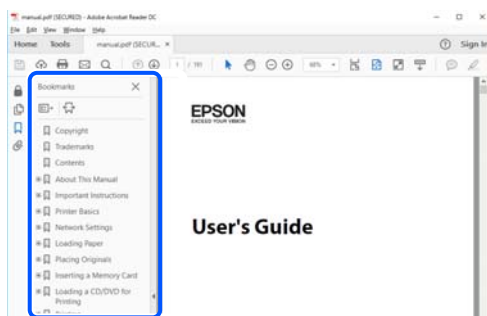 manual.pdf (SECURED) - Adobe Acrobat Reader DC
File Edit View Window Help
Home Tools manual.pdf (SECUR... × Sign In
1 / 191
Bookmarks
Copyright
Trademarks
Contents
About This Manual
Important Instructions
Printer Basics
Network Settings
Loading Paper
Placing Originals
Inserting a Memory Card
Loading a CD/DVD for
Printing
EPSON
EXCEED YOUR VISION
User's Guide